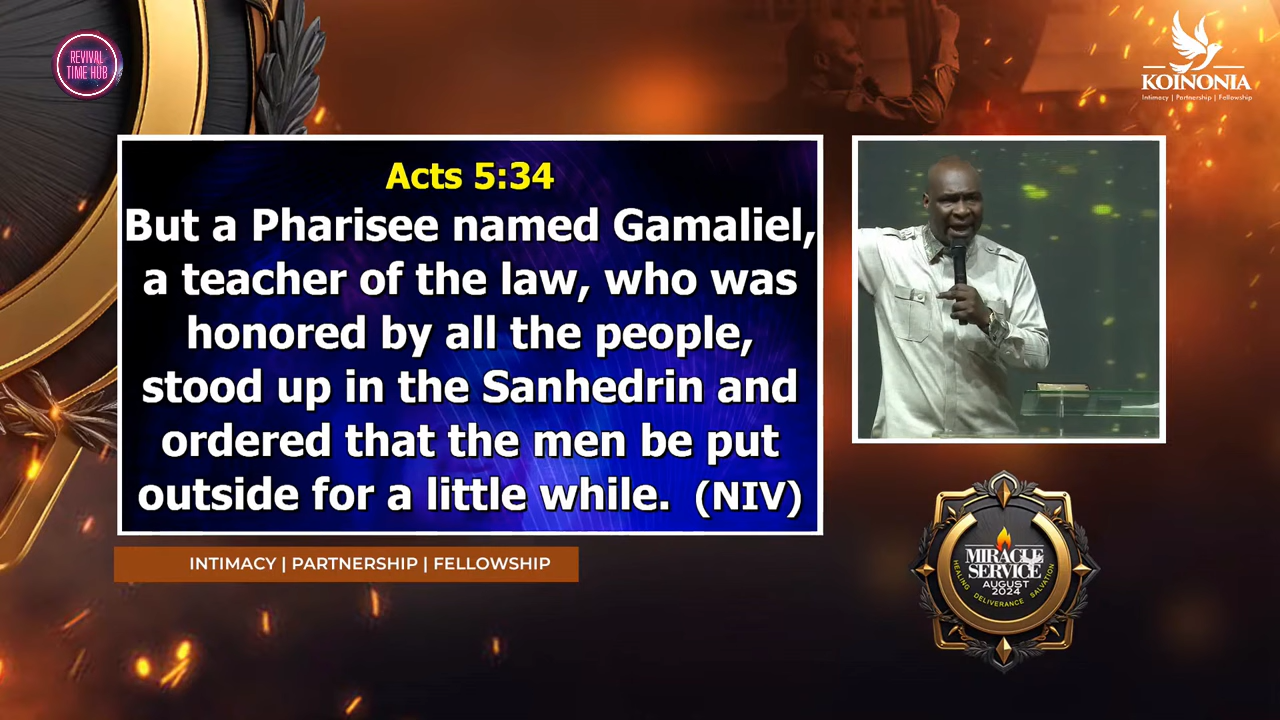 REVIVAL
TIME HUB
KOINONIA
Intimacy | Partnership | Fellowship
Acts 5:34
But a Pharisee named Gamaliel,
a teacher of the law, who was
honored by all the people,
stood up in the Sanhedrin and
ordered that the men be put
outside for a little while. (NIV)
INTIMACY | PARTNERSHIP | FELLOWSHIP
MIRACLE
SERVICE
AUGUST
2024
HEALING DELIVERANCE SALVATION